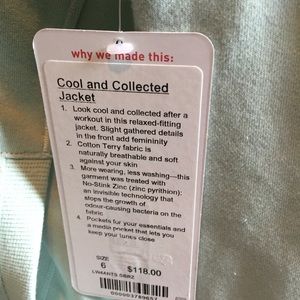 why we made this:
Cool and Collected
Jacket
1. Look cool and collected after a
workout in this relaxed-fitting
jacket. Slight gathered details
in the front add femininity
2. Cotton Terry fabric is
naturally breathable and soft
against your skin
3. More wearing, less washing—this
garment was treated with
No-Stink Zinc (zinc pyrithion):
an invisible technology that
stops the growth of
odour-causing bacteria on the
fabric
4. Pockets for your essentials and
a media pocket that lets you
keep your tunes close
SIZE
6 $118.00